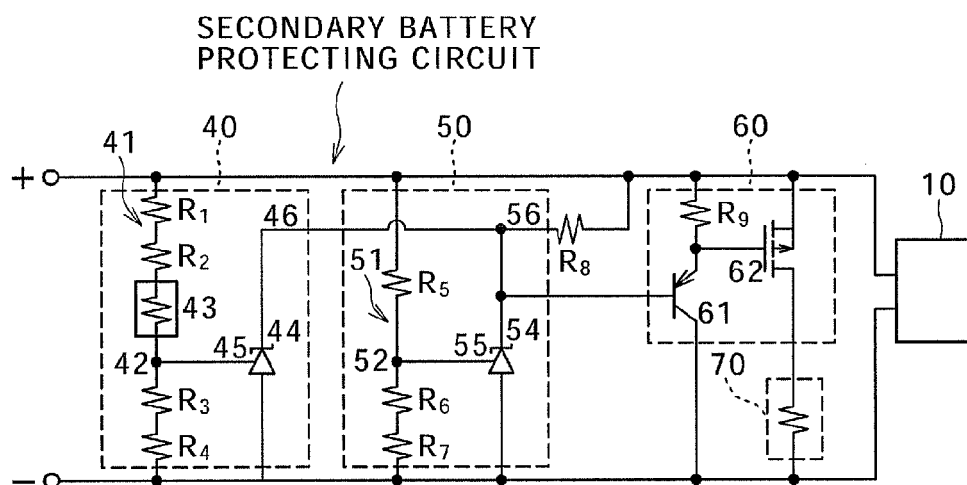 SECONDARY BATTERY
PROTECTING CIRCUIT
41 40 50 60
+
10
R1 46 56 R9
R2 R8 62
51 R5
43 61
44 54
42 45 52 55
70
R3 R6
R4 R7
−